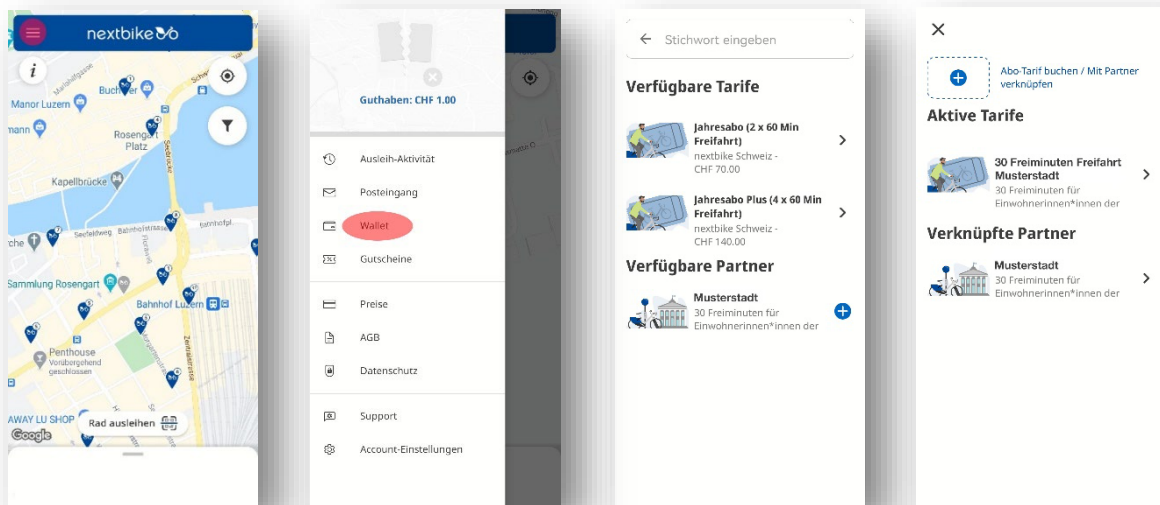 nextbike
i
Manor Luzern
Rosengart
Platz
Kapellbrücke
Seebrücke
Seefeldweg
Bahnhofstrasse
Sammlung Rosengart
Bahnhof Luzern
Zentralstrasse
Penthouse
Vorübergehend
geschlossen
AWAY LU SHOP
Rad ausleihen
Google
Guthaben: CHF 1.00
Ausleih-Aktivität
Posteingang
Wallet
Gutscheine
Preise
AGB
Datenschutz
Support
Account-Einstellungen
Stichwort eingeben
Verfügbare Tarife
Jahresabo (2 x 60 Min
Freifahrt)
nextbike Schweiz -
CHF 70.00
Jahresabo Plus (4 x 60 Min
Freifahrt)
nextbike Schweiz -
CHF 140.00
Verfügbare Partner
Musterstadt
30 Freiminuten für
Einwohnerinnen*innen der
Abo-Tarif buchen / Mit Partner
verknüpfen
Aktive Tarife
30 Freiminuten Freifahrt
Musterstadt
30 Freiminuten für
Einwohnerinnen*innen der
Verknüpfte Partner
Musterstadt
30 Freiminuten für
Einwohnerinnen*innen der